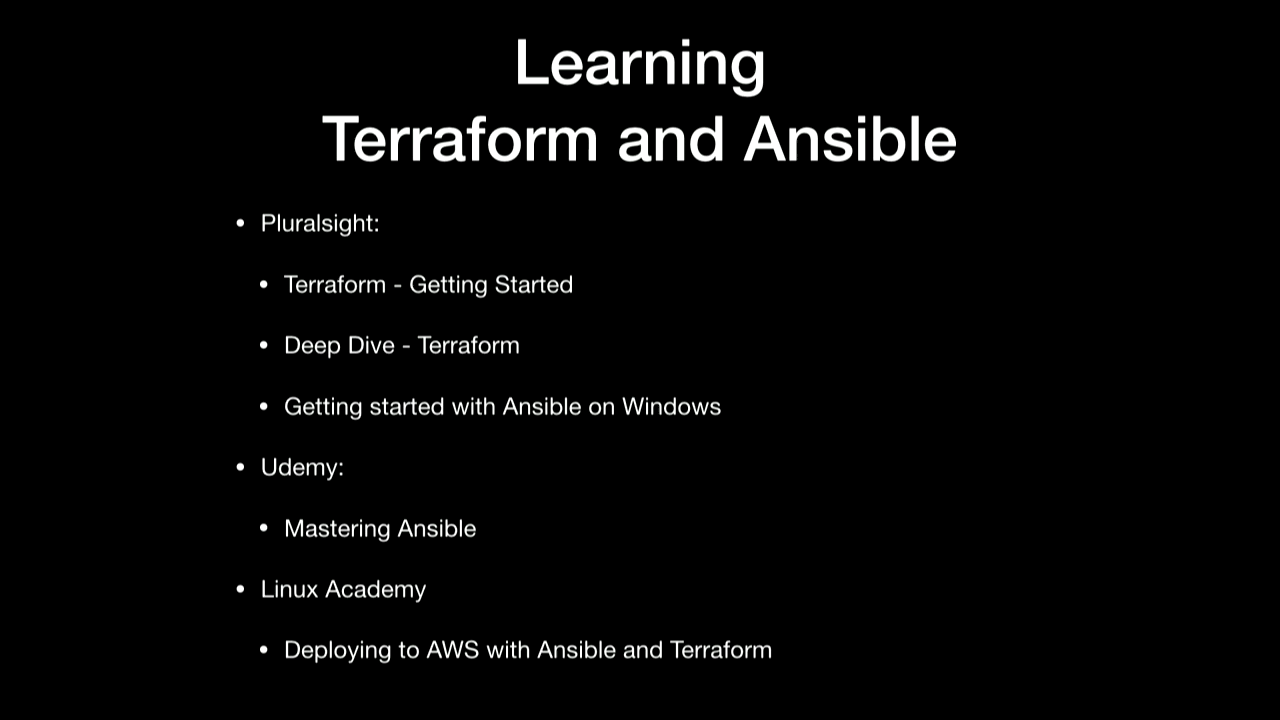 Learning
Terraform and Ansible
• Pluralsight:
• Terraform - Getting Started
• Deep Dive - Terraform
• Getting started with Ansible on Windows
• Udemy:
• Mastering Ansible
• Linux Academy
• Deploying to AWS with Ansible and Terraform